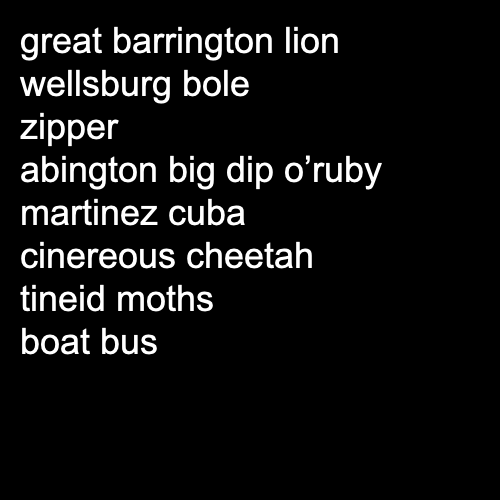 great barrington lion
wellsburg bole
zipper
abington big dip o’ruby
martinez cuba
cinereous cheetah
tineid moths
boat bus